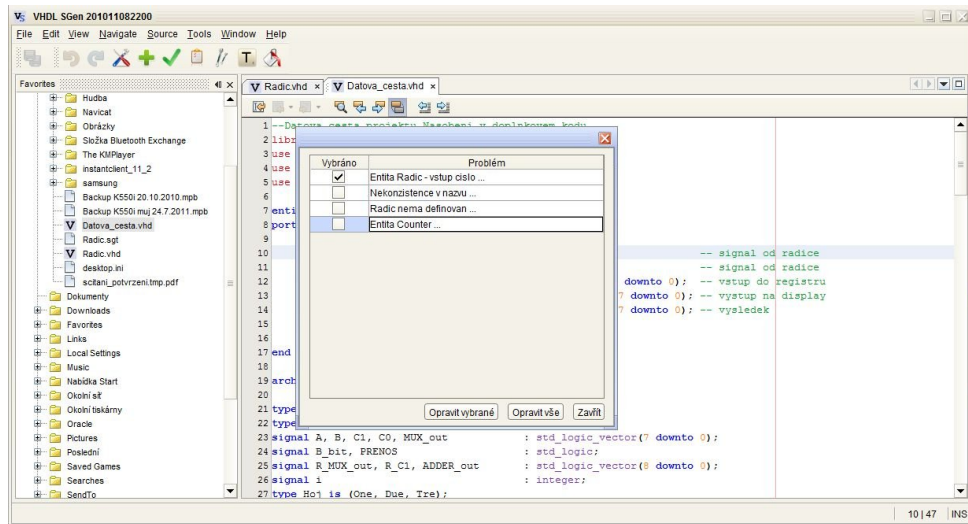 VHDL SGen 201011082200
File Edit View Navigate Source Tools Window Help
Favorites
Hudba
Navicat
Obrázky
Složka Bluetooth Exchange
The KMPlayer
instantclient_11_2
samsung
Backup K550i 20.10.2010.mpb
Backup K550i muj 24.7.2011.mpb
Datova_cesta.vhd
Radic.sgt
Radic.vhd
desktop.ini
scitani_potvrzeni.tmp.pdf
Dokumenty
Downloads
Favorites
Links
Local Settings
Music
Nabídka Start
Okolní síť
Okolní tiskárny
Oracle
Pictures
Poslední
Saved Games
Searches
SendTo
Radic.vhd Datova_cesta.vhd
1 --Datova cesta projektu Nasobeni v doplnkovem kodu
2 libr
3 use
4 use
5 use
6
7 enti
8 port
9
10 -- signal od radice
11 -- signal od radice
12 downto 0); -- vstup do registru
13 7 downto 0); -- vystup na display
14 7 downto 0); -- vysledek
15
16
17 end
18
19 arch
20
21 type
22 type
23 signal A, B, C1, C0, MUX_out : std_logic_vector(7 downto 0);
24 signal B_bit, PRENOS : std_logic;
25 signal R_MUX_out, R_C1, ADDER_out : std_logic_vector(8 downto 0);
26 signal i : integer;
27 type Hoj is (One, Due, Tre);
Vybráno Problém
Entita Radic - vstup cislo ...
Nekonzistence v nazvu ...
Radic nema definovan ...
Entita Counter ...
Opravit vybrané Opravit vše Zavřít
10 | 47 INS